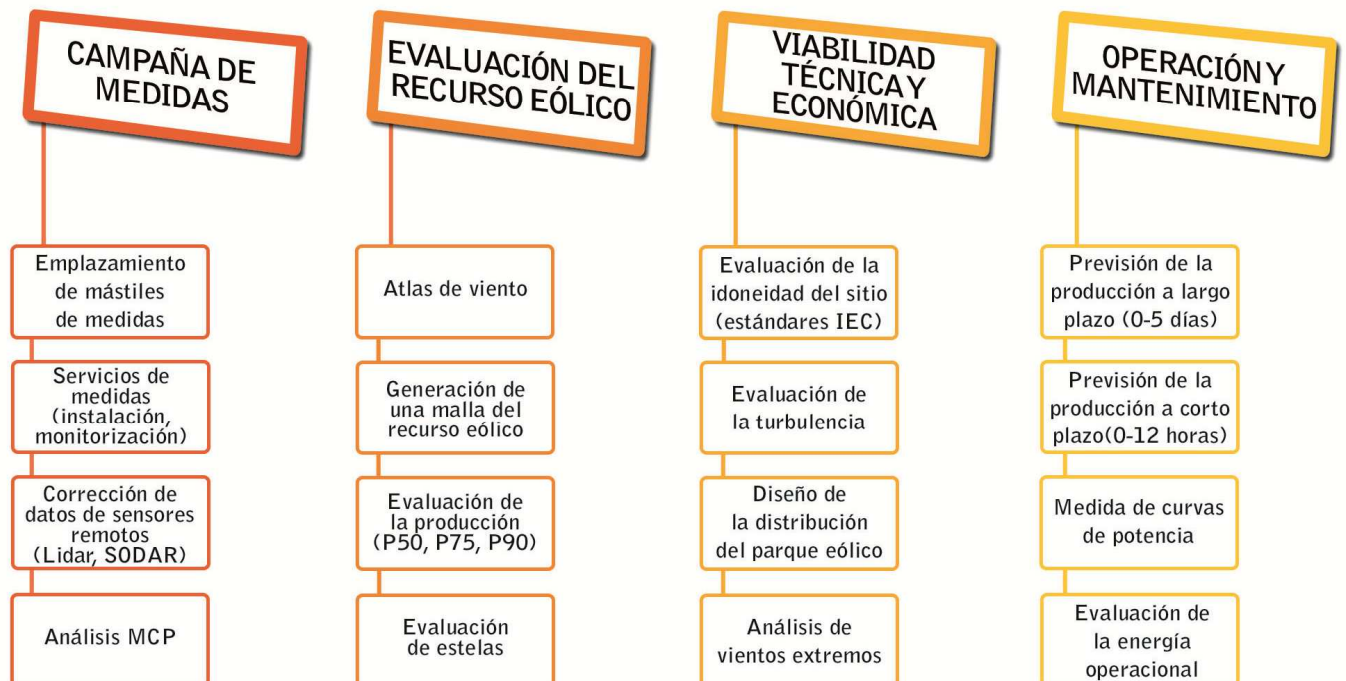 CAMPAÑA DE
MEDIDAS
Emplazamiento
de mástiles
de medidas
Servicios de
medidas
(instalación,
monitorización)
Corrección de
datos de sensores
remotos
(Lidar, SODAR)
Análisis MCP
EVALUACIÓN DEL
RECURSO EÓLICO
Atlas de viento
Generación de
una malla del
recurso eólico
Evaluación de
la producción
(P50, P75, P90)
Evaluación
de estelas
VIABILIDAD
TÉCNICA Y
ECONÓMICA
Evaluación de la
idoneidad del sitio
(estándares IEC)
Evaluación de
la turbulencia
Diseño de
la distribución
del parque eólico
Análisis de
vientos extremos
OPERACIÓN Y
MANTENIMIENTO
Previsión de la
producción a largo
plazo (0-5 días)
Previsión de la
producción a corto
plazo(0-12 horas)
Medida de curvas
de potencia
Evaluación de
la energía
operacional